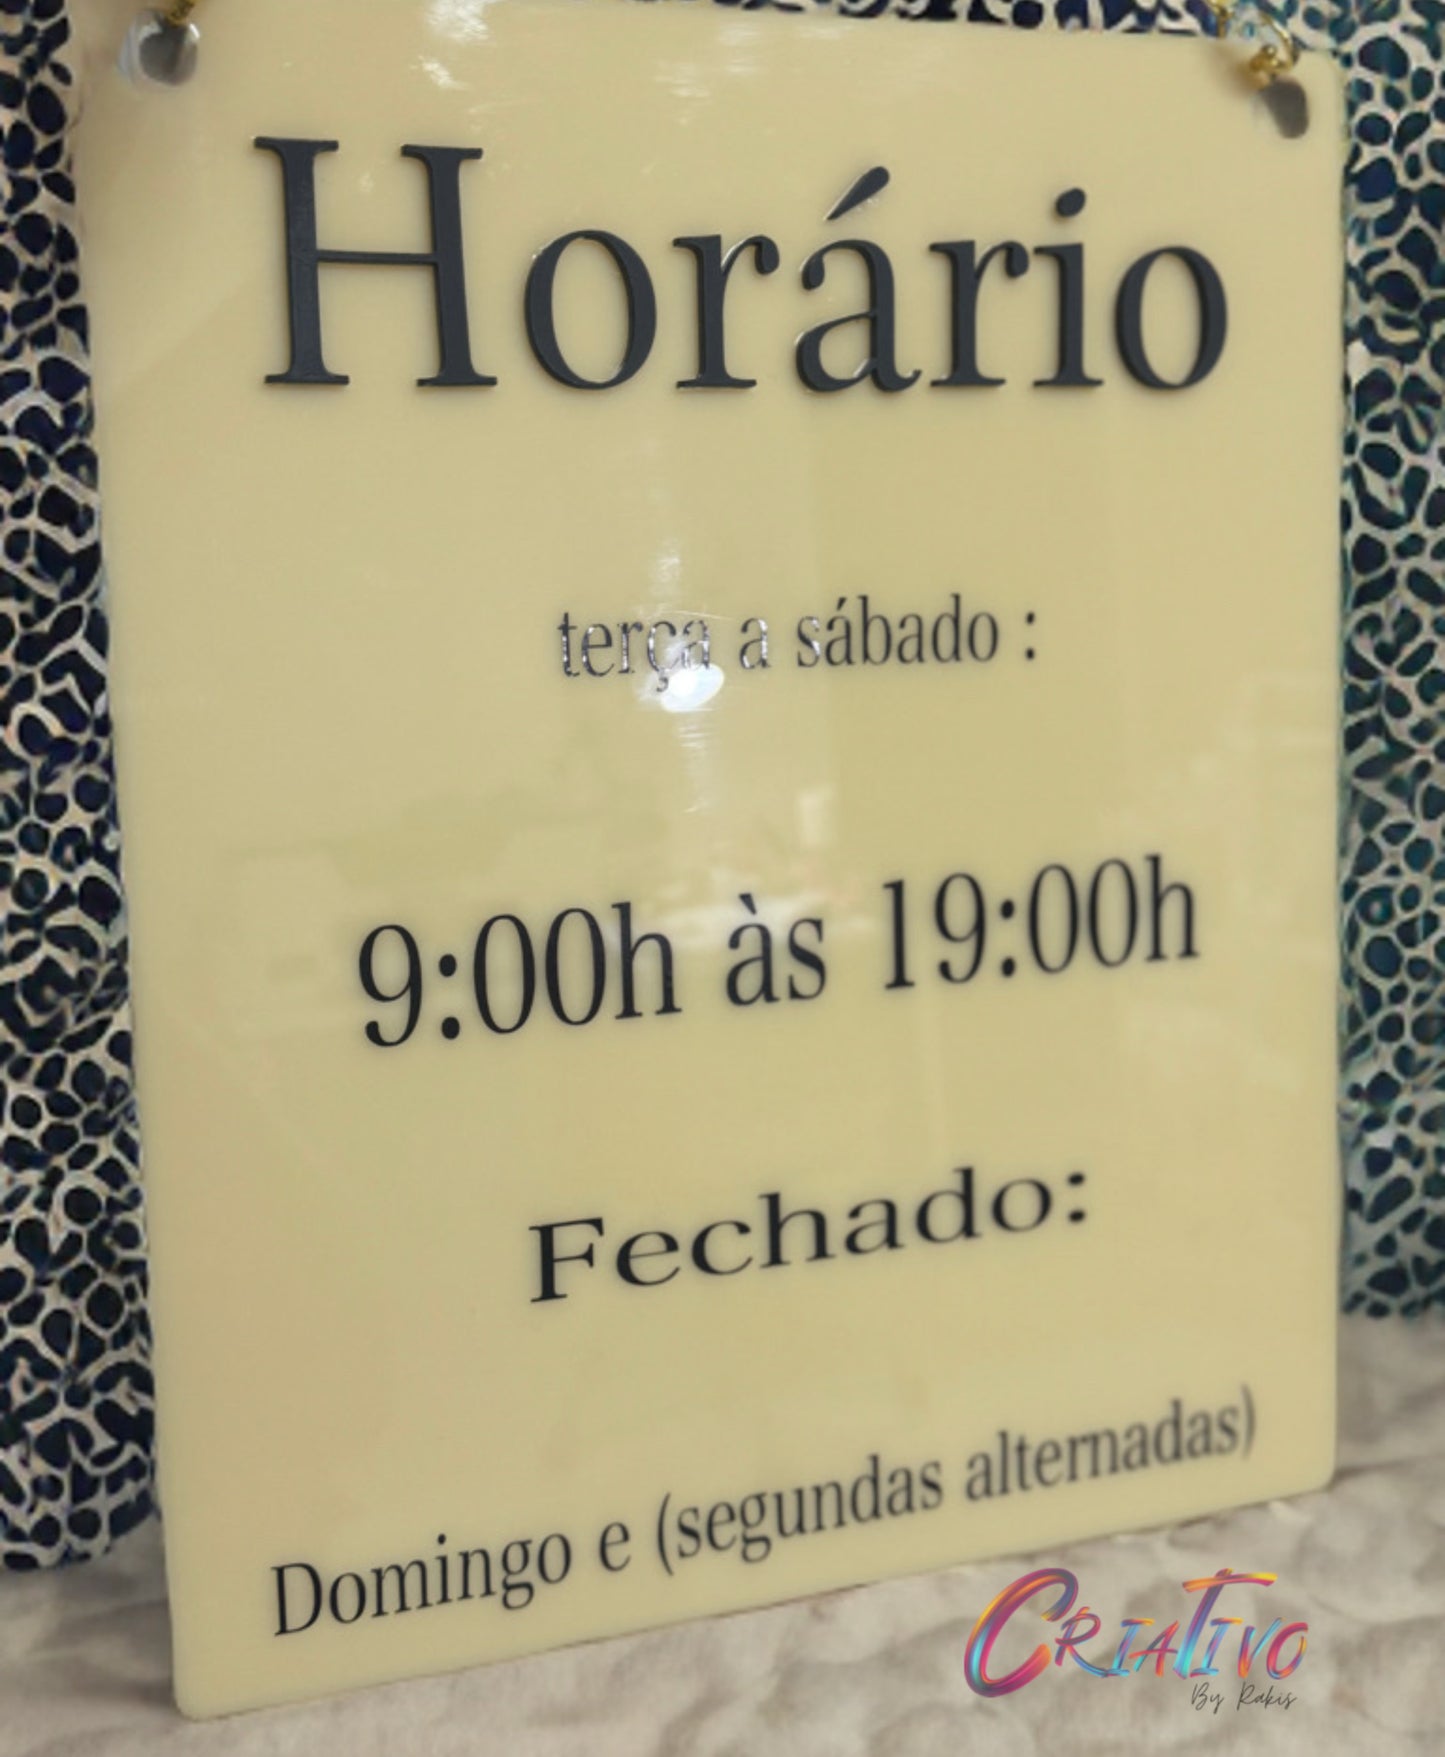 Horário
terça a sábado :
9:00h às 19:00h
Fechado:
Domingo e (segundas alternadas)
CRIATIVO
By Rakis